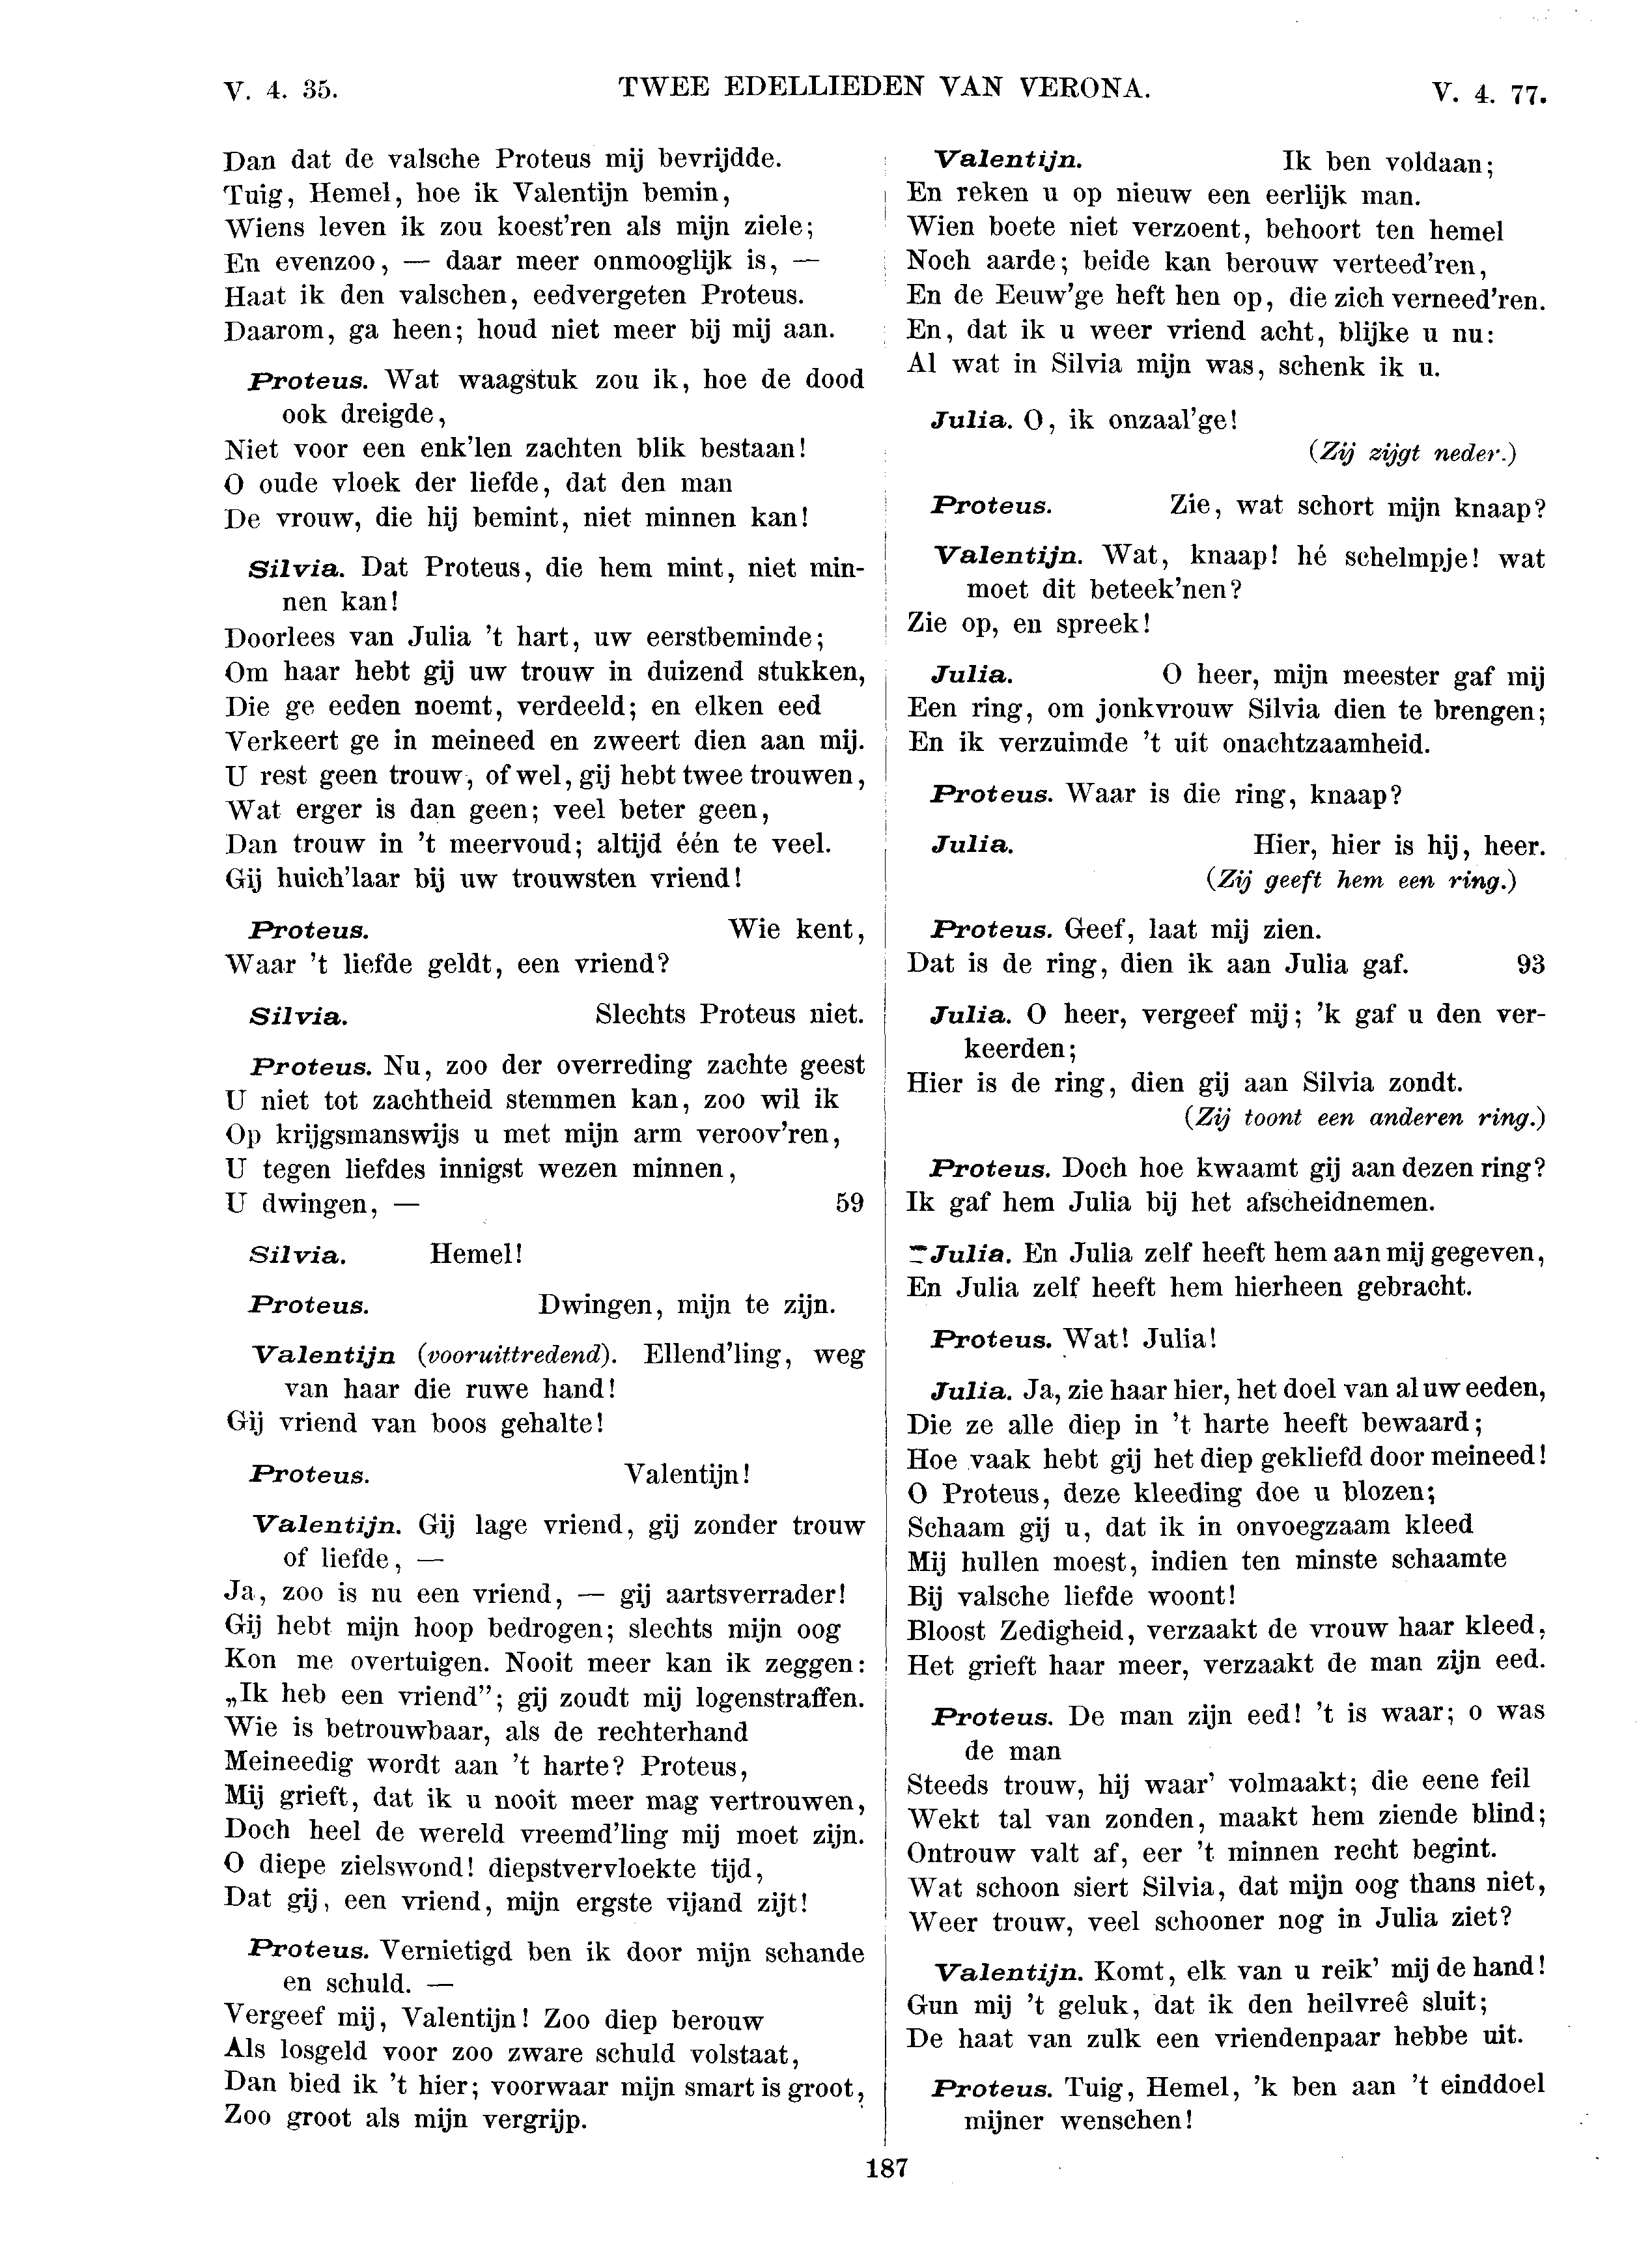 V. 4. 35. TWEE EDELLIEDEN VAN VERONA. V. 4. 77.
Dan dat de valsche Proteus mij bevrijdde.
Tuig, Hemel, hoe ik Valentijn bemin,
Wiens leven ik zou koest'ren als mijn ziele;
En evenzoo, — daar meer onmooglijk is, —
Haat ik den valschen, eedvergeten Proteus.
Daarom, ga heen; houd niet meer bij mij aan.
Proteus. Wat waagstuk zou ik, hoe de dood
ook dreigde,
Niet voor een enk'len zachten blik bestaan!
O oude vloek der liefde, dat den man
De vrouw, die hij bemint, niet minnen kan!
Silvia. Dat Proteus, die hem mint, niet min-
nen kan!
Doorlees van Julia 't hart, uw eerstbeminde;
Om haar hebt gij uw trouw in duizend stukken,
Die ge eeden noemt, verdeeld; en elken eed
Verkeert ge in meineed en zweert dien aan mij.
U rest geen trouw, of wel, gij hebt twee trouwen,
Wat erger is dan geen; veel beter geen,
Dan trouw in 't meervoud; altijd één te veel.
Gij huich'laar bij uw trouwsten vriend!
Proteus. Wie kent,
Waar 't liefde geldt, een vriend?
Silvia. Slechts Proteus niet.
Proteus. Nu, zoo der overreding zachte geest
U niet tot zachtheid stemmen kan, zoo wil ik
Op krijgsmanswijs u met mijn arm veroov'ren,
U tegen liefdes innigst wezen minnen,
U dwingen, — 59
Silvia. Hemel!
Proteus. Dwingen, mijn te zijn.
Valentijn (vooruittredend). Ellend'ling, weg
van haar die ruwe hand!
Gij vriend van boos gehalte!
Proteus. Valentijn!
Valentijn. Gij lage vriend, gij zonder trouw
of liefde, —
Ja, zoo is nu een vriend, — gij aartsverrader!
Gij hebt mijn hoop bedrogen; slechts mijn oog
Kon me overtuigen. Nooit meer kan ik zeggen:
„Ik heb een vriend”; gij zoudt mij logenstraffen.
Wie is betrouwbaar, als de rechterhand
Meineedig wordt aan 't harte? Proteus,
Mij grieft, dat ik u nooit meer mag vertrouwen,
Doch heel de wereld vreemd'ling mij moet zijn.
O diepe zielswond! diepstvervloekte tijd,
Dat gij, een vriend, mijn ergste vijand zijt!
Proteus. Vernietigd ben ik door mijn schande
en schuld. —
Vergeef mij, Valentijn! Zoo diep berouw
Als losgeld voor zoo zware schuld volstaat,
Dan bied ik 't hier; voorwaar mijn smart is groot,
Zoo groot als mijn vergrijp.
Valentijn. Ik ben voldaan;
En reken u op nieuw een eerlijk man.
Wien boete niet verzoent, behoort ten hemel
Noch aarde; beide kan berouw verteed'ren,
En de Eeuw'ge heft hen op, die zich verneed'ren.
En, dat ik u weer vriend acht, blijke u nu:
Al wat in Silvia mijn was, schenk ik u.
Julia. O, ik onzaal'ge!
(Zij zijgt neder.)
Proteus. Zie, wat schort mijn knaap?
Valentijn. Wat, knaap! hé schelmpje! wat
moet dit beteek'nen?
Zie op, en spreek!
Julia. O heer, mijn meester gaf mij
Een ring, om jonkvrouw Silvia dien te brengen;
En ik verzuimde 't uit onachtzaamheid.
Proteus. Waar is die ring, knaap?
Julia. Hier, hier is hij, heer.
(Zij geeft hem een ring.)
Proteus. Geef, laat mij zien.
Dat is de ring, dien ik aan Julia gaf. 93
Julia. O heer, vergeef mij; 'k gaf u den ver-
keerden;
Hier is de ring, dien gij aan Silvia zondt.
(Zij toont een anderen ring.)
Proteus. Doch hoe kwaamt gij aan dezen ring?
Ik gaf hem Julia bij het afscheidnemen.
Julia. En Julia zelf heeft hem aan mij gegeven,
En Julia zelf heeft hem hierheen gebracht.
Proteus. Wat! Julia!
Julia. Ja, zie haar hier, het doel van al uw eeden,
Die ze alle diep in 't harte heeft bewaard;
Hoe vaak hebt gij het diep gekliefd door meineed!
O Proteus, deze kleeding doe u blozen;
Schaam gij u, dat ik in onvoegzaam kleed
Mij hullen moest, indien ten minste schaamte
Bij valsche liefde woont!
Bloost Zedigheid, verzaakt de vrouw haar kleed,
Het grieft haar meer, verzaakt de man zijn eed.
Proteus. De man zijn eed! 't is waar; o was
de man
Steeds trouw, hij waar' volmaakt; die eene feil
Wekt tal van zonden, maakt hem ziende blind;
Ontrouw valt af, eer 't minnen recht begint.
Wat schoon siert Silvia, dat mijn oog thans niet,
Weer trouw, veel schooner nog in Julia ziet?
Valentijn. Komt, elk van u reik' mij de hand!
Gun mij 't geluk, dat ik den heilvreê sluit;
De haat van zulk een vriendenpaar hebbe uit.
Proteus. Tuig, Hemel, 'k ben aan 't einddoel
mijner wenschen!
187